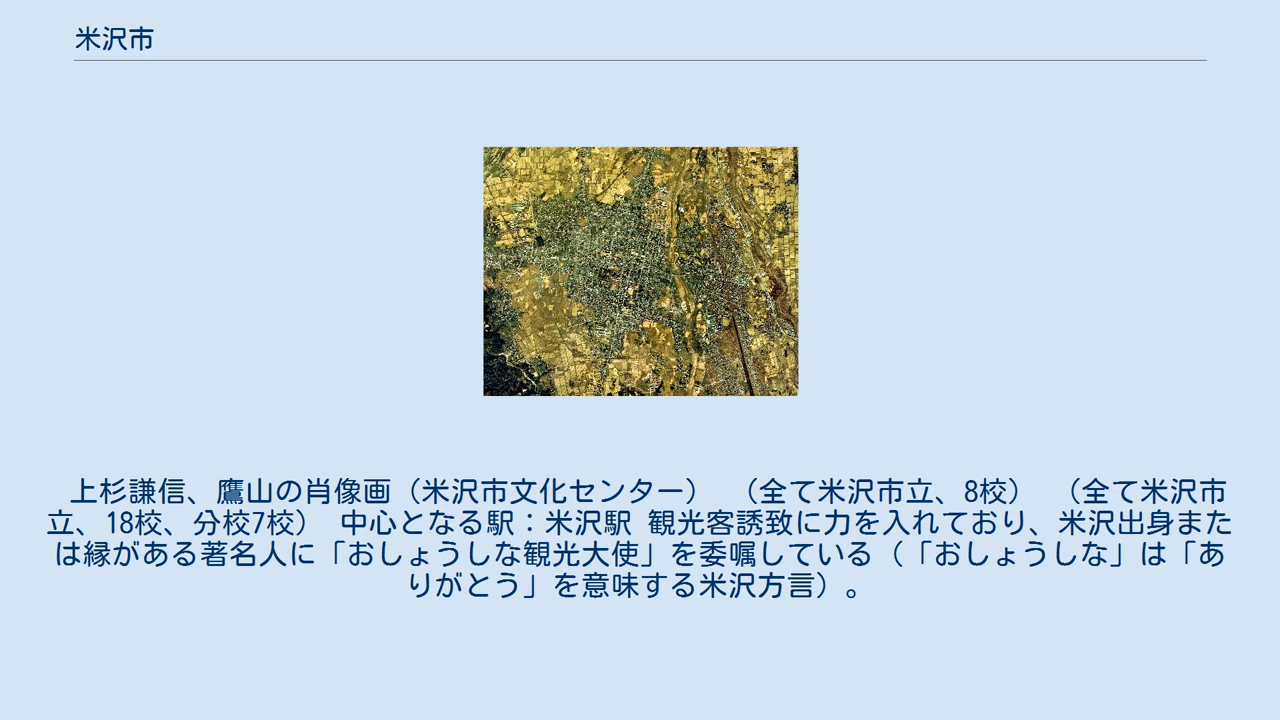 米沢市
上杉謙信、鷹山の肖像画（米沢市文化センター）　（全て米沢市立、8校）　（全て米沢市
立、18校、分校7校）　中心となる駅：米沢駅 観光客誘致に力を入れており、米沢出身また
は縁がある著名人に「おしょうしな観光大使」を委嘱している（「おしょうしな」は「あ
りがとう」を意味する米沢方言）。